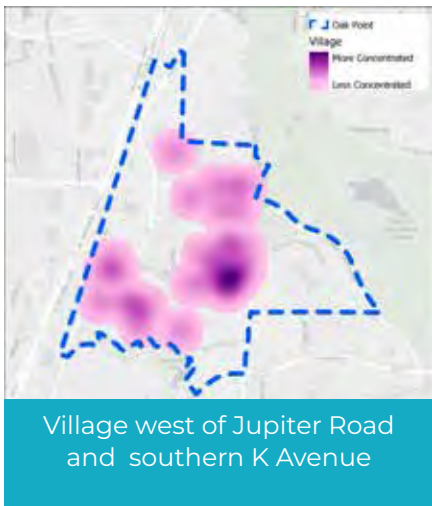 Oak Point
Village
More Concentrated
Less Concentrated
Village west of Jupiter Road
and southern K Avenue